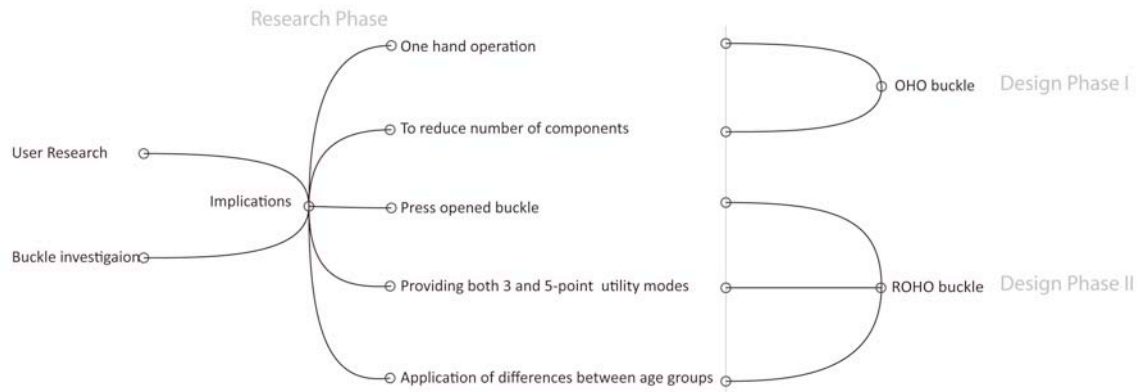 Research Phase
One hand operation
OHO buckle
Design Phase I
To reduce number of components
User Research
Implications
Press opened buckle
Buckle investigaion
Providing both 3 and 5-point utility modes
ROHO buckle
Design Phase II
Application of differences between age groups